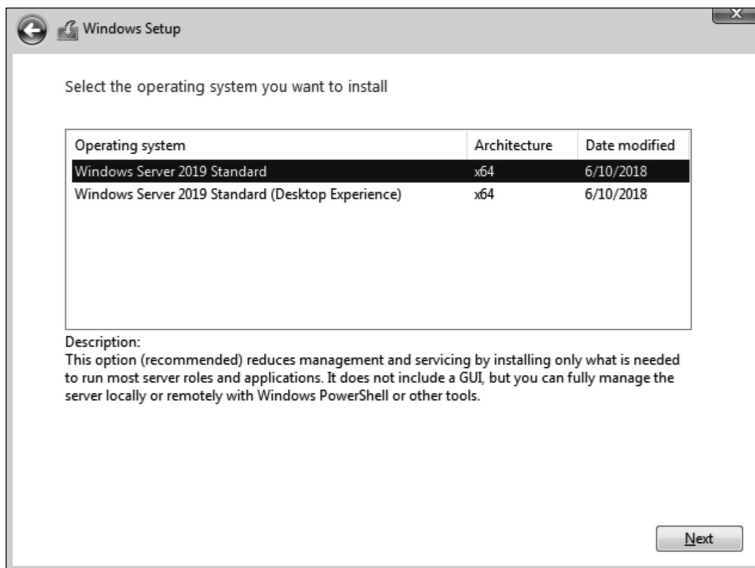 Windows Setup
Select the operating system you want to install
Operating system Architecture Date modified
Windows Server 2019 Standard x64 6/10/2018
Windows Server 2019 Standard (Desktop Experience) x64 6/10/2018
Description:
This option (recommended) reduces management and servicing by installing only what is needed
to run most server roles and applications. It does not include a GUI, but you can fully manage the
server locally or remotely with Windows PowerShell or other tools.
Next